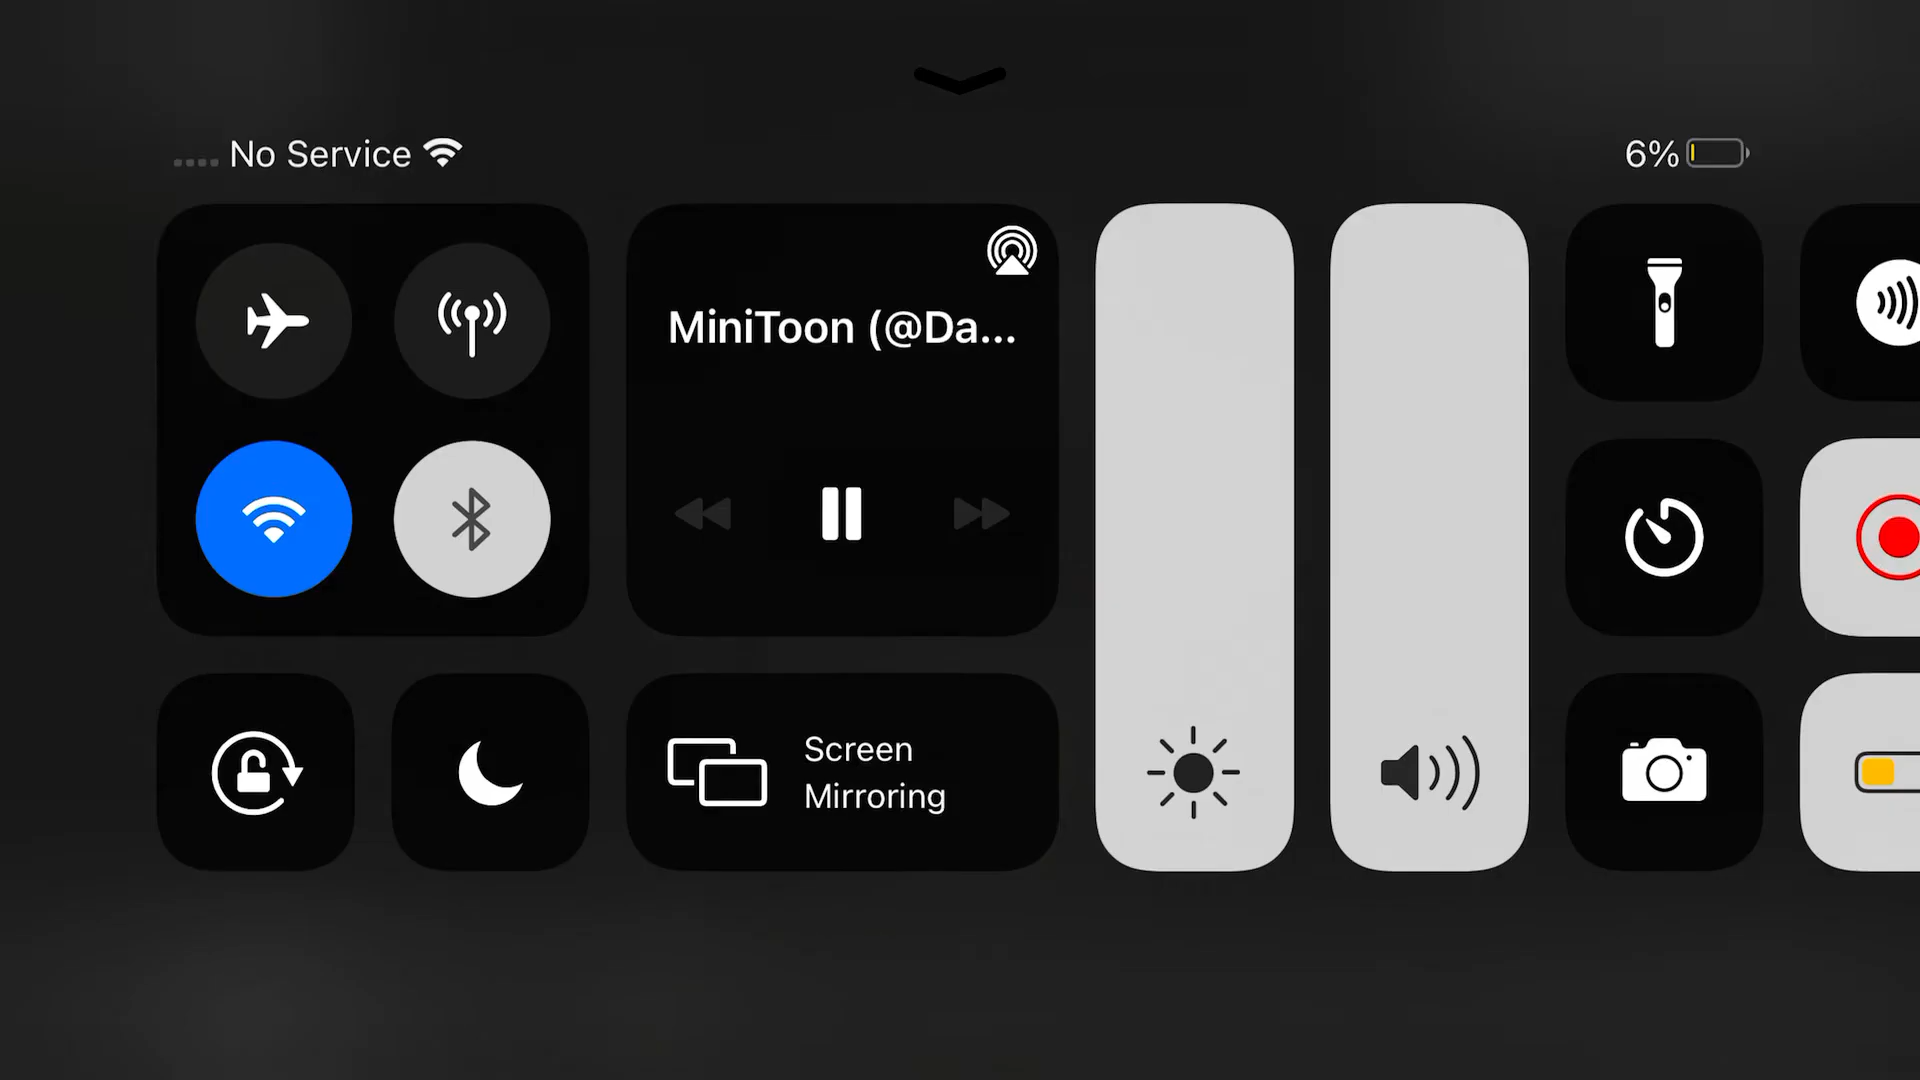 No Service
6%
MiniToon (@Da...
Screen
Mirroring